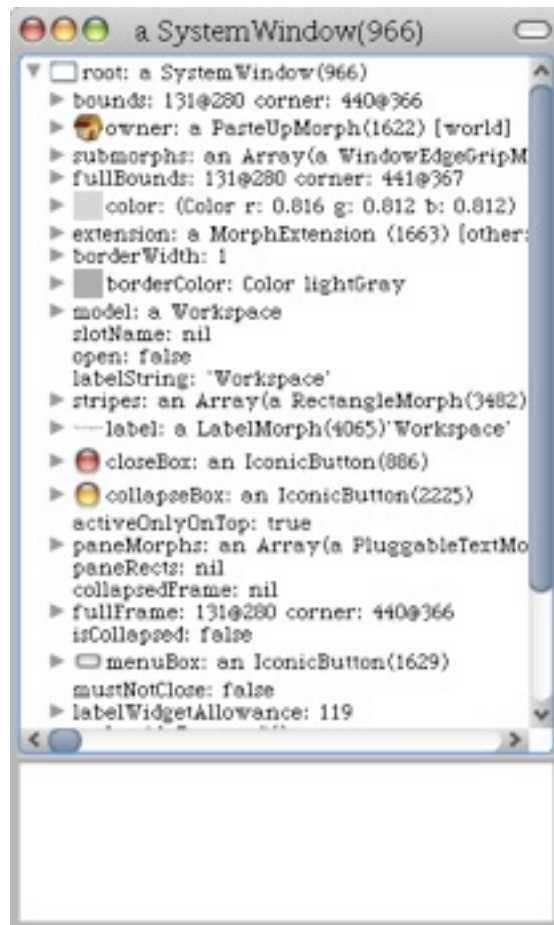 a SystemWindow(966)
root: a SystemWindow(966)
bounds: 131@280 corner: 440@366
owner: a PasteUpMorph(1622) [world]
submorphs: an Array(a WindowEdgeGripM
fullBounds: 131@280 corner: 441@367
color: (Color r: 0.816 g: 0.812 b: 0.812)
extension: a MorphExtension (1663) [other:
borderWidth: 1
borderColor: Color lightGray
model: a Workspace
slotName: nil
open: false
labelString: 'Workspace'
stripes: an Array(a RectangleMorph(3482)
label: a LabelMorph(4065)'Workspace'
closeBox: an IconicButton(886)
collapseBox: an IconicButton(2225)
activeOnlyOnTop: true
paneMorphs: an Array(a PluggableTextMo
paneRects: nil
collapsedFrame: nil
fullFrame: 131@280 corner: 440@366
isCollapsed: false
menuBox: an IconicButton(1629)
mustNotClose: false
labelWidgetAllowance: 119